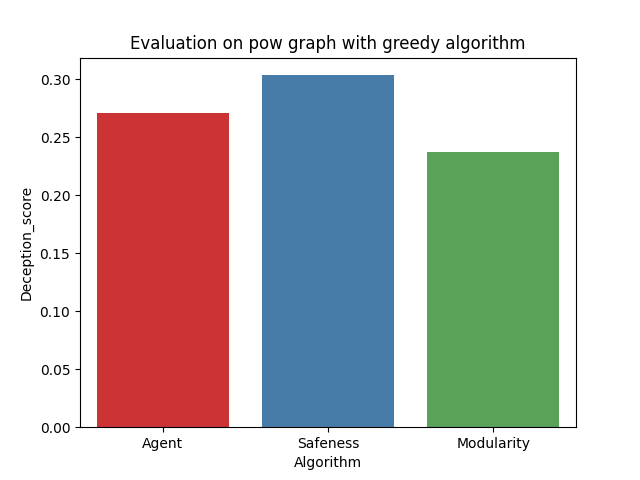 Evaluation on pow graph with greedy algorithm
0.30
0.25
0.20
0.15
0.10
0.05
0.00
Deception_score
Agent Safeness Modularity
Algorithm